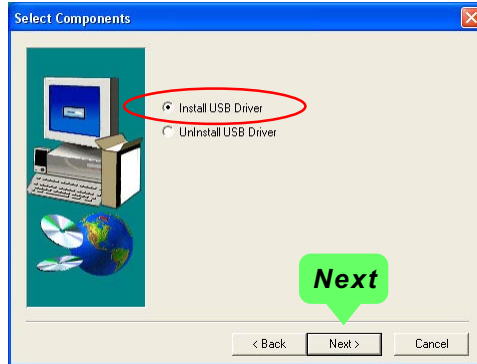 Select Components
Install USB Driver
UnInstall USB Driver
Next
< Back
Next >
Cancel